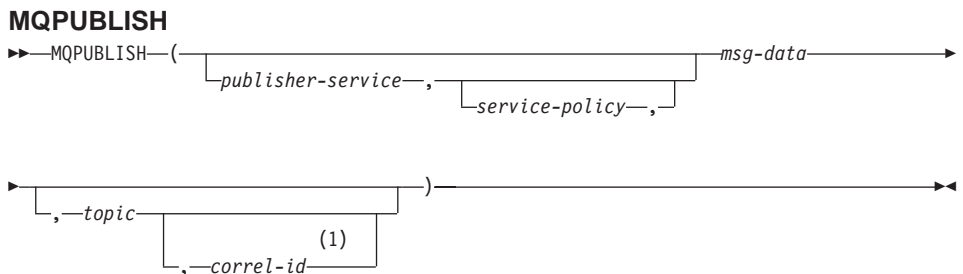 MQPUBLISH
MQPUBLISH ( msg-data
publisher-service ,
service-policy ,
)
, topic
(1)
, correl-id